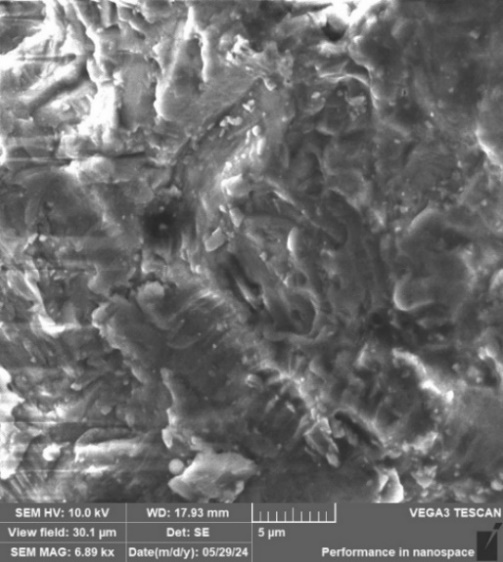 SEM HV: 10.0 kV WD: 17.93 mm VEGA3 TESCAN
View field: 30.1 µm Det: SE 5 µm
SEM MAG: 6.89 kx Date(m/d/y): 05/29/24 Performance in nanospace